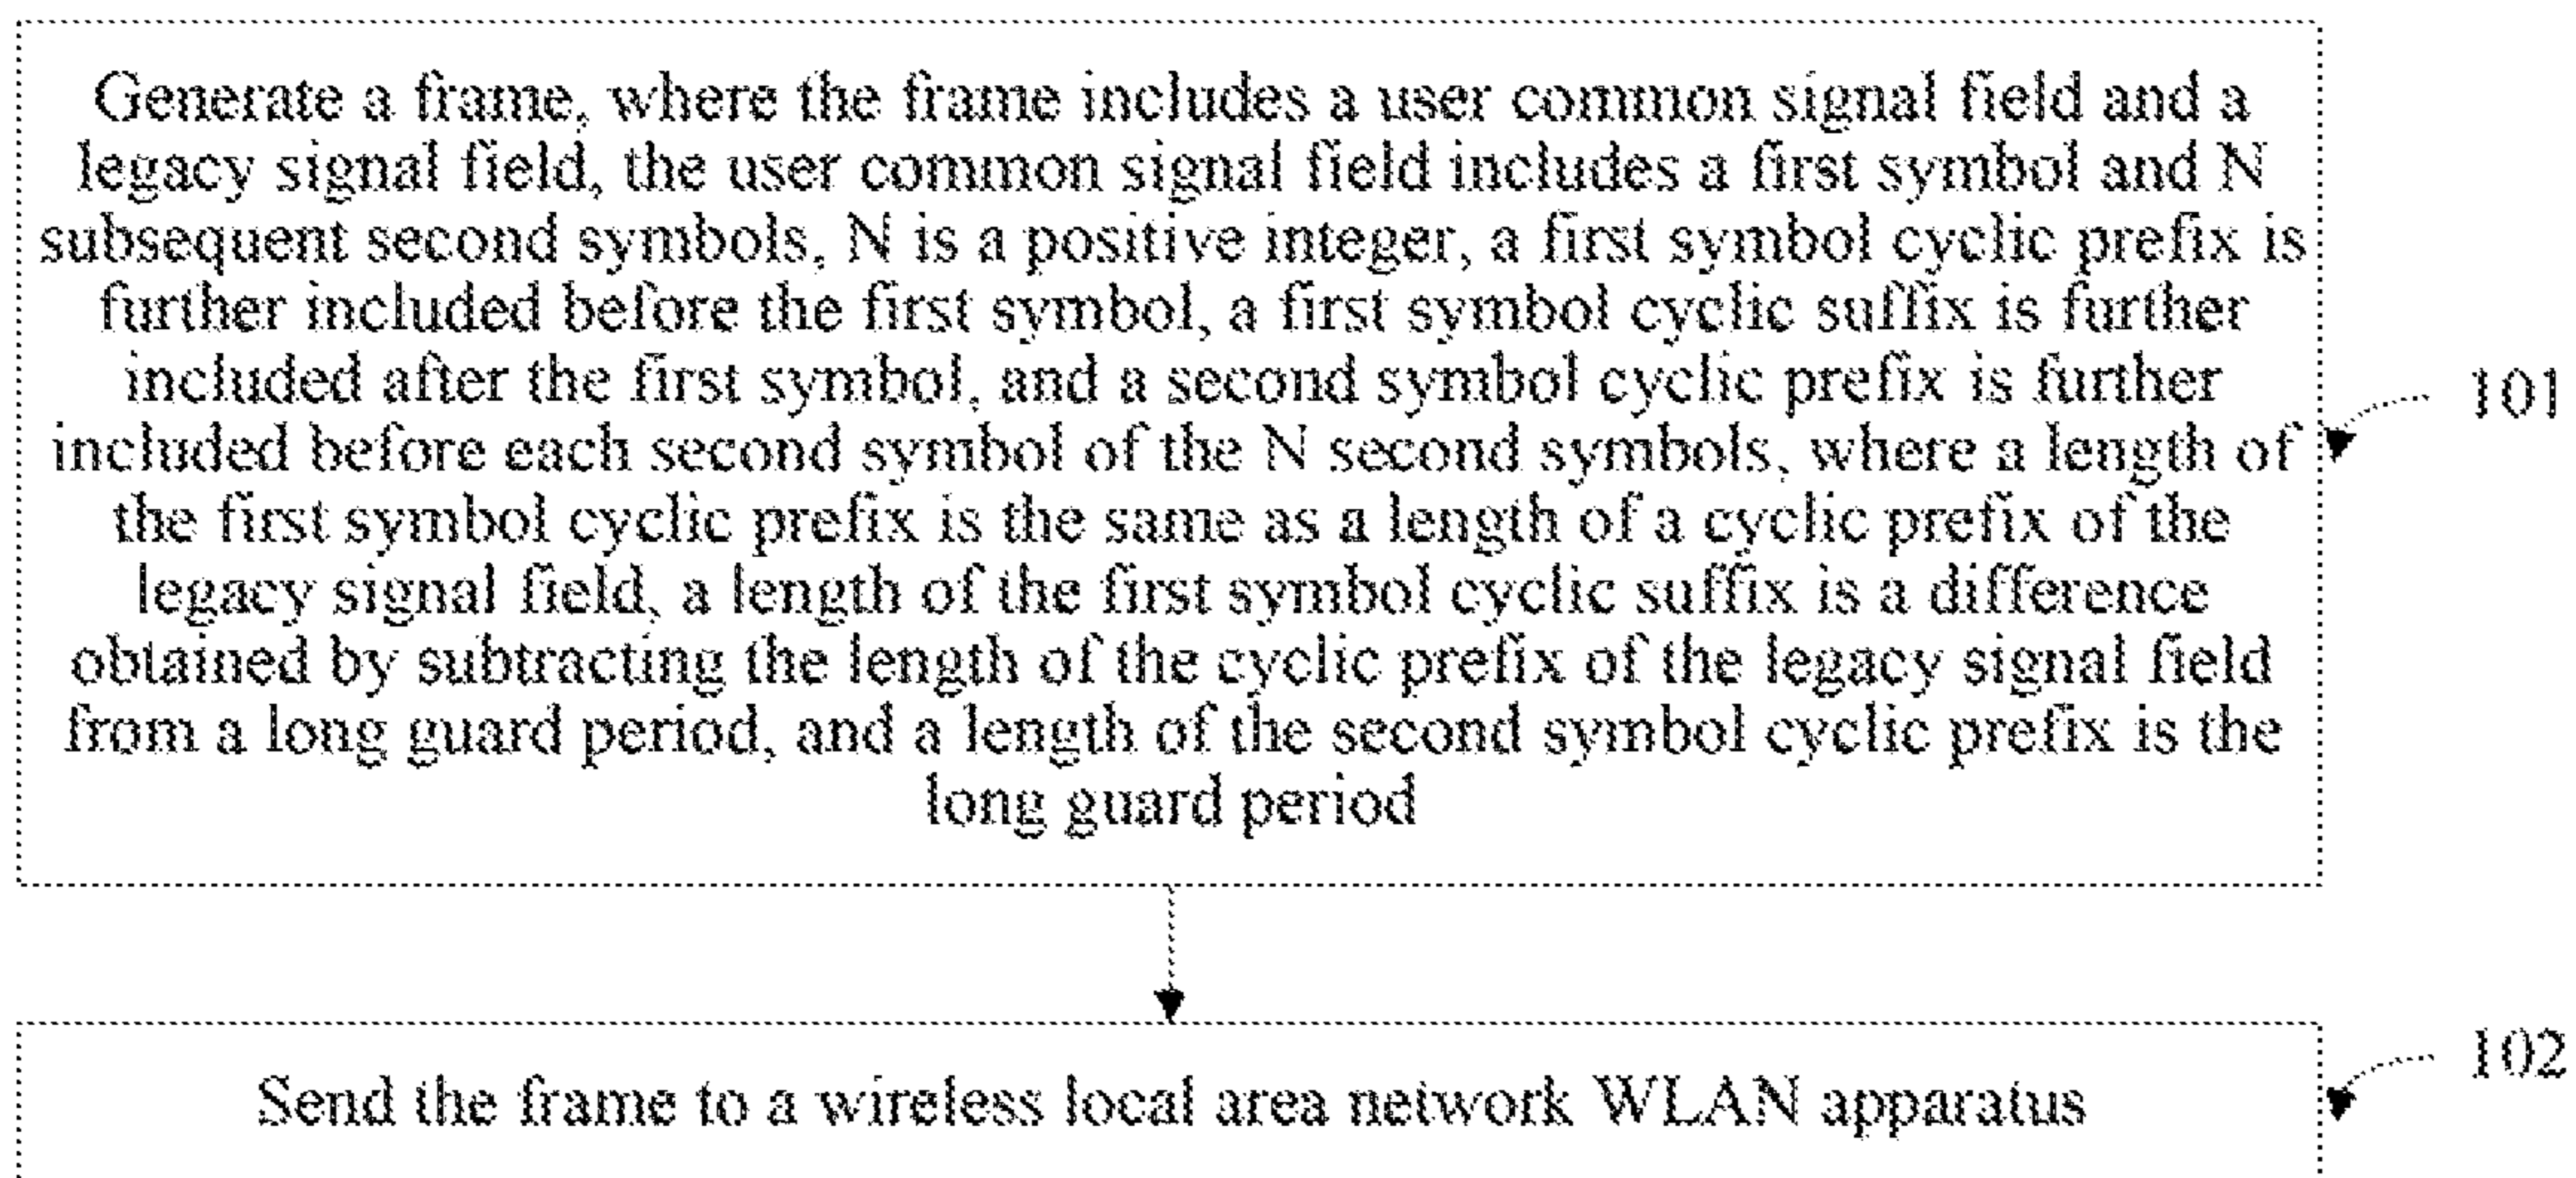 Generate a frame, where the frame includes a user common signal field and a
legacy signal field, the user common signal field includes a first symbol and N
subsequent second symbols, N is a positive integer, a first symbol cyclic prefix is
further included before the first symbol, a first symbol cyclic suffix is further
included after the first symbol, and a second symbol cyclic prefix is further
included before each second symbol of the N second symbols, where a length of
the first symbol cyclic prefix is the same as a length of a cyclic prefix of the
legacy signal field, a length of the first symbol cyclic suffix is a difference
obtained by subtracting the length of the cyclic prefix of the legacy signal field
from a long guard period, and a length of the second symbol cyclic prefix is the
long guard period
101
Send the frame to a wireless local area network WLAN apparatus
102